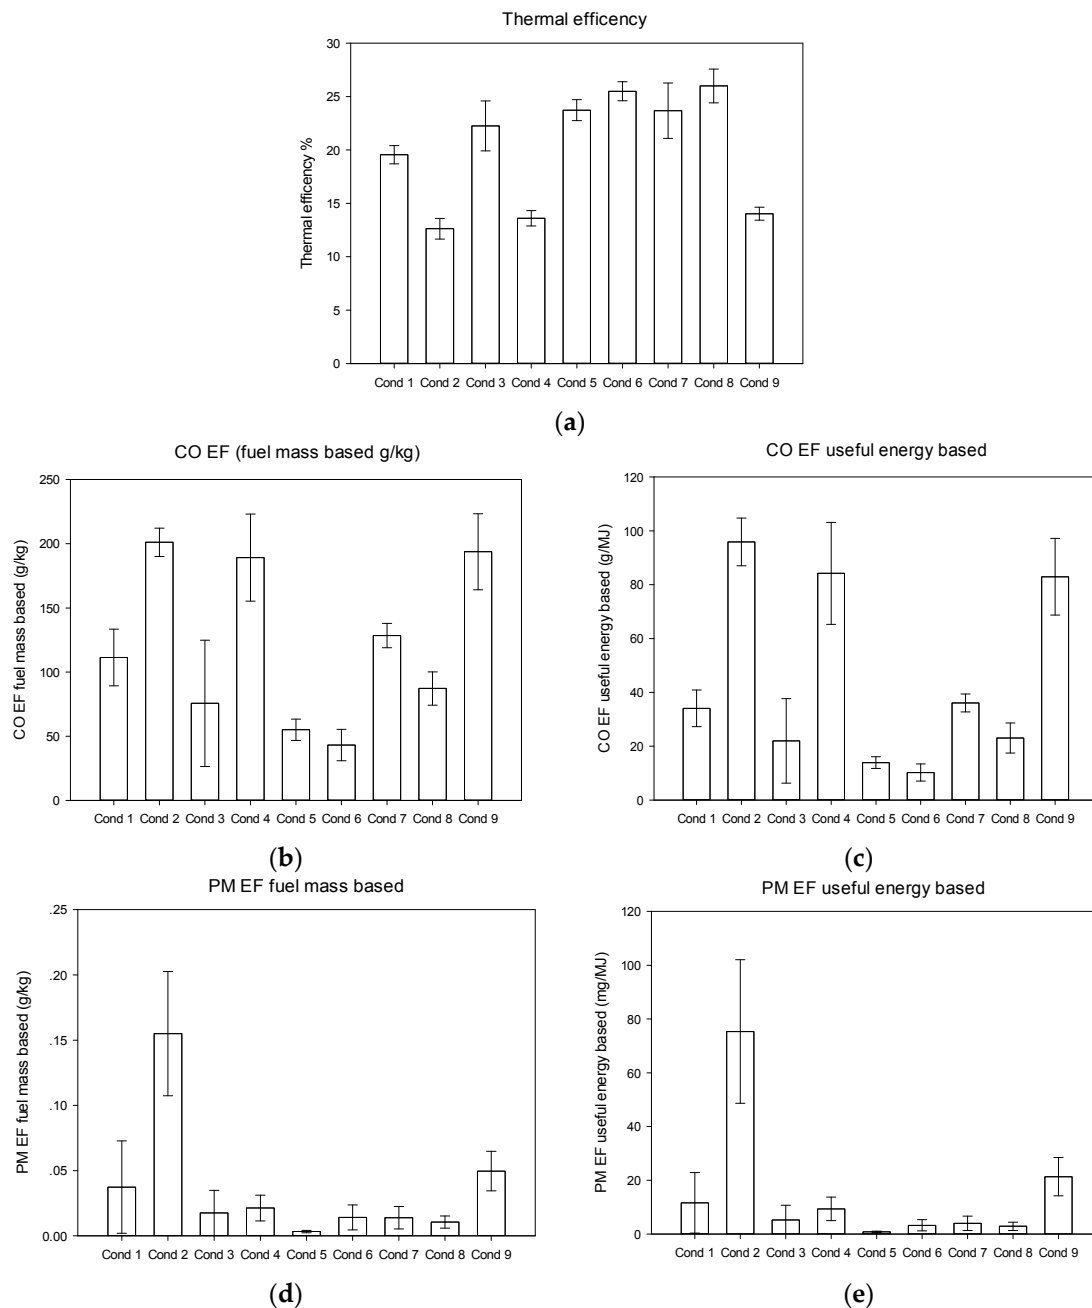 Thermal efficency
Thermal efficency %
30
25
20
15
10
5
0
Cond 1 Cond 2 Cond 3 Cond 4 Cond 5 Cond 6 Cond 7 Cond 8 Cond 9
(a)
CO EF (fuel mass based g/kg)
CO EF fuel mass based (g/kg)
250
200
150
100
50
0
Cond 1 Cond 2 Cond 3 Cond 4 Cond 5 Cond 6 Cond 7 Cond 8 Cond 9
(b)
CO EF useful energy based
CO EF useful energy based (g/MJ)
120
100
80
60
40
20
0
Cond 1 Cond 2 Cond 3 Cond 4 Cond 5 Cond 6 Cond 7 Cond 8 Cond 9
(c)
PM EF fuel mass based
PM EF fuel mass based (g/kg)
.25
.20
.15
.10
.05
0.00
Cond 1 Cond 2 Cond 3 Cond 4 Cond 5 Cond 6 Cond 7 Cond 8 Cond 9
(d)
PM EF useful energy based
PM EF useful energy based (mg/MJ)
120
100
80
60
40
20
0
Cond 1 Cond 2 Cond 3 Cond 4 Cond 5 Cond 6 Cond 7 Cond 8 Cond 9
(e)